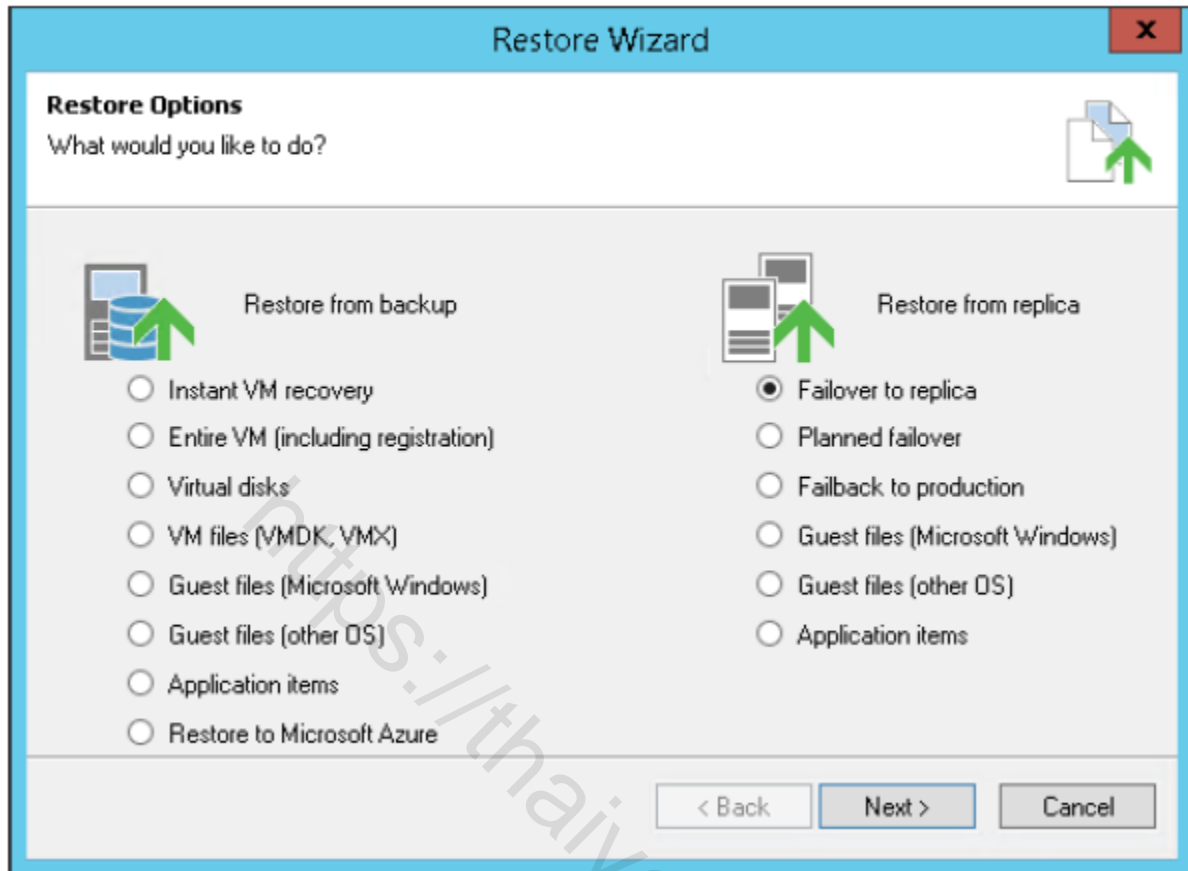 Restore Wizard
x
Restore Options
What would you like to do?
Restore from backup
Instant VM recovery
Entire VM (including registration)
Virtual disks
VM files (VMDK, VMX)
Guest files (Microsoft Windows)
Guest files (other OS)
Application items
Restore to Microsoft Azure
Restore from replica
Failover to replica
Planned failover
Failback to production
Guest files (Microsoft Windows)
Guest files (other OS)
Application items
< Back
Next >
Cancel